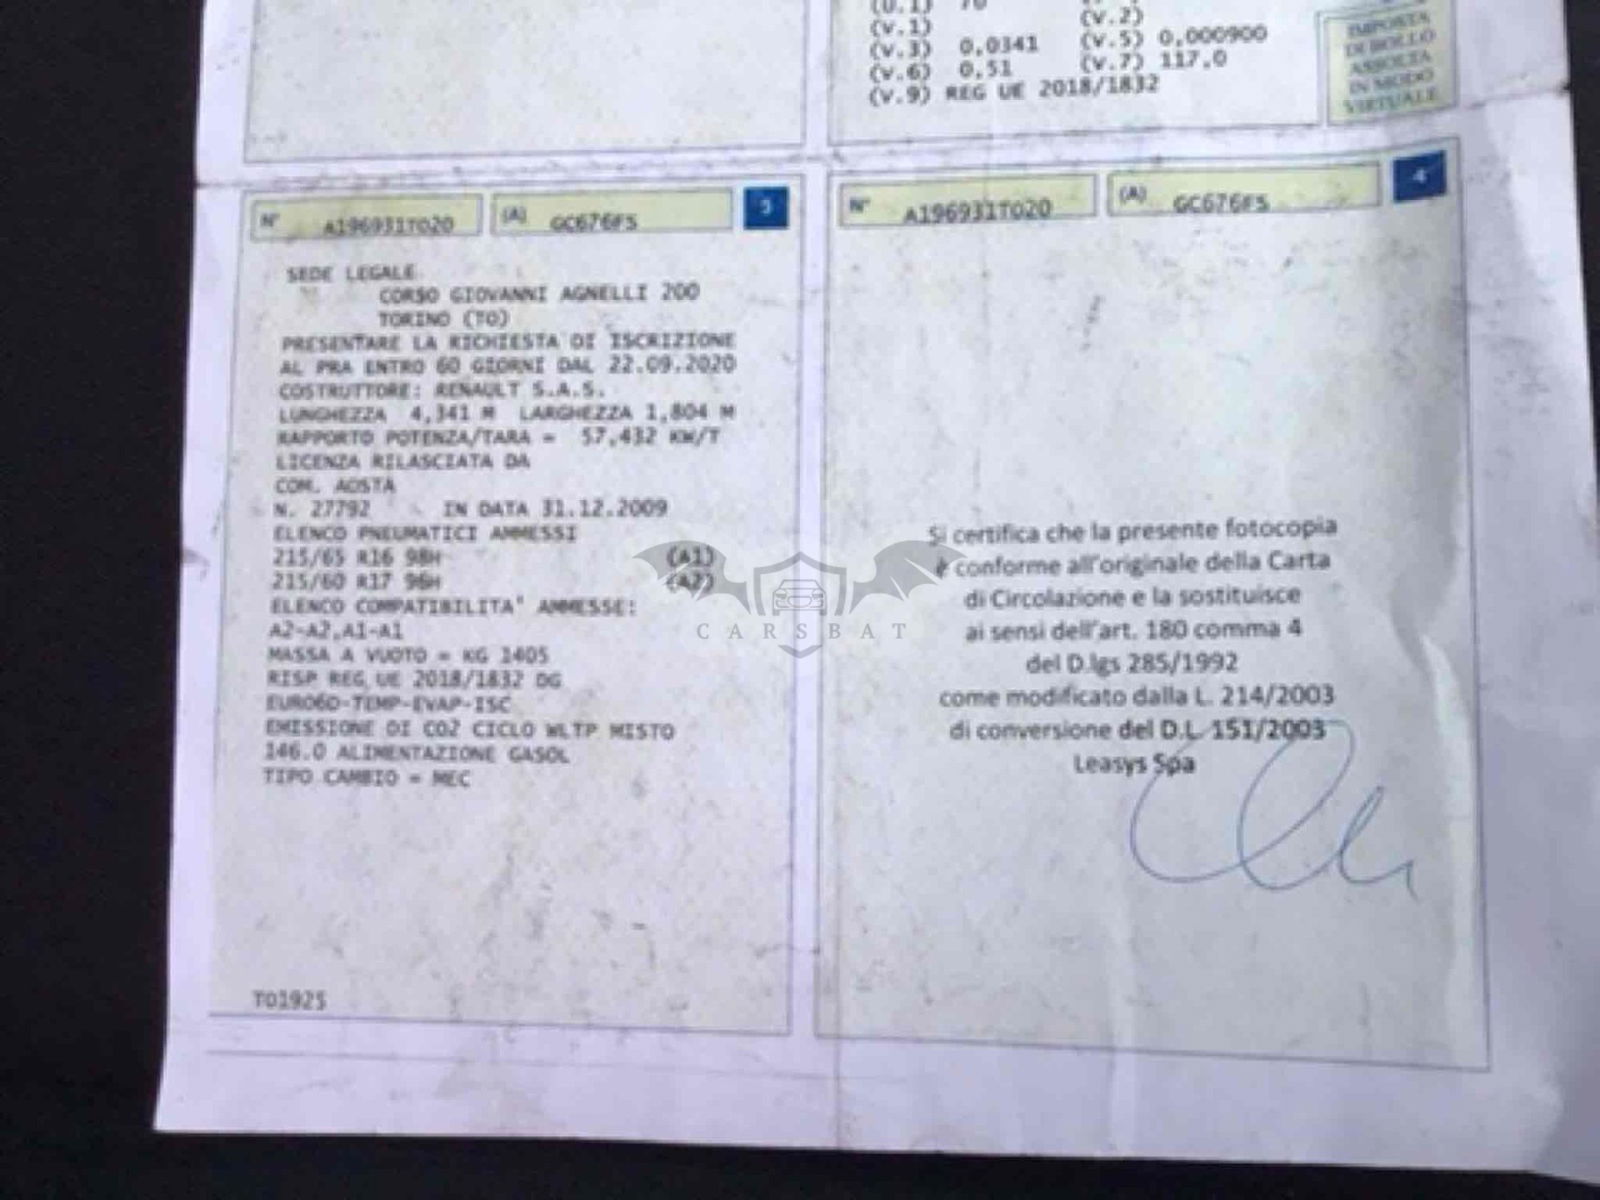 (U.1) 70
(V.1) (V.2)
(V.3) 0,0341 (V.5) 0,000900
(V.6) 0,51 (V.7) 117,0
(V.9) REG UE 2018/1832
IMPOSTA
DI BOLLO
ASSOLTA
IN MODO
VIRTUALE
N° A196931TO20 (A) GC676FS 3
SEDE LEGALE
CORSO GIOVANNI AGNELLI 200
TORINO (TO)
PRESENTARE LA RICHIESTA DI ISCRIZIONE
AL PRA ENTRO 60 GIORNI DAL 22.09.2020
COSTRUTTORE: RENAULT S.A.S.
LUNGHEZZA 4,341 M LARGHEZZA 1,804 M
RAPPORTO POTENZA/TARA = 57,432 KW/T
LICENZA RILASCIATA DA
COM. AOSTA
N. 27792 IN DATA 31.12.2009
ELENCO PNEUMATICI AMMESSI
215/65 R16 98H (A1)
215/60 R17 96H (A2)
ELENCO COMPATIBILITA' AMMESSE:
A2-A2,A1-A1
MASSA A VUOTO = KG 1405
RISP REG UE 2018/1832 DG
EURO6D-TEMP-EVAP-ISC
EMISSIONE DI CO2 CICLO WLTP MISTO
146.0 ALIMENTAZIONE GASOL
TIPO CAMBIO = MEC
TO1925
N° A196931TO20 (A) GC676FS 4
Si certifica che la presente fotocopia
è conforme all'originale della Carta
di Circolazione e la sostituisce
ai sensi dell'art. 180 comma 4
del D.lgs 285/1992
come modificato dalla L. 214/2003
di conversione del D.L. 151/2003
Leasys Spa
CARSBAT